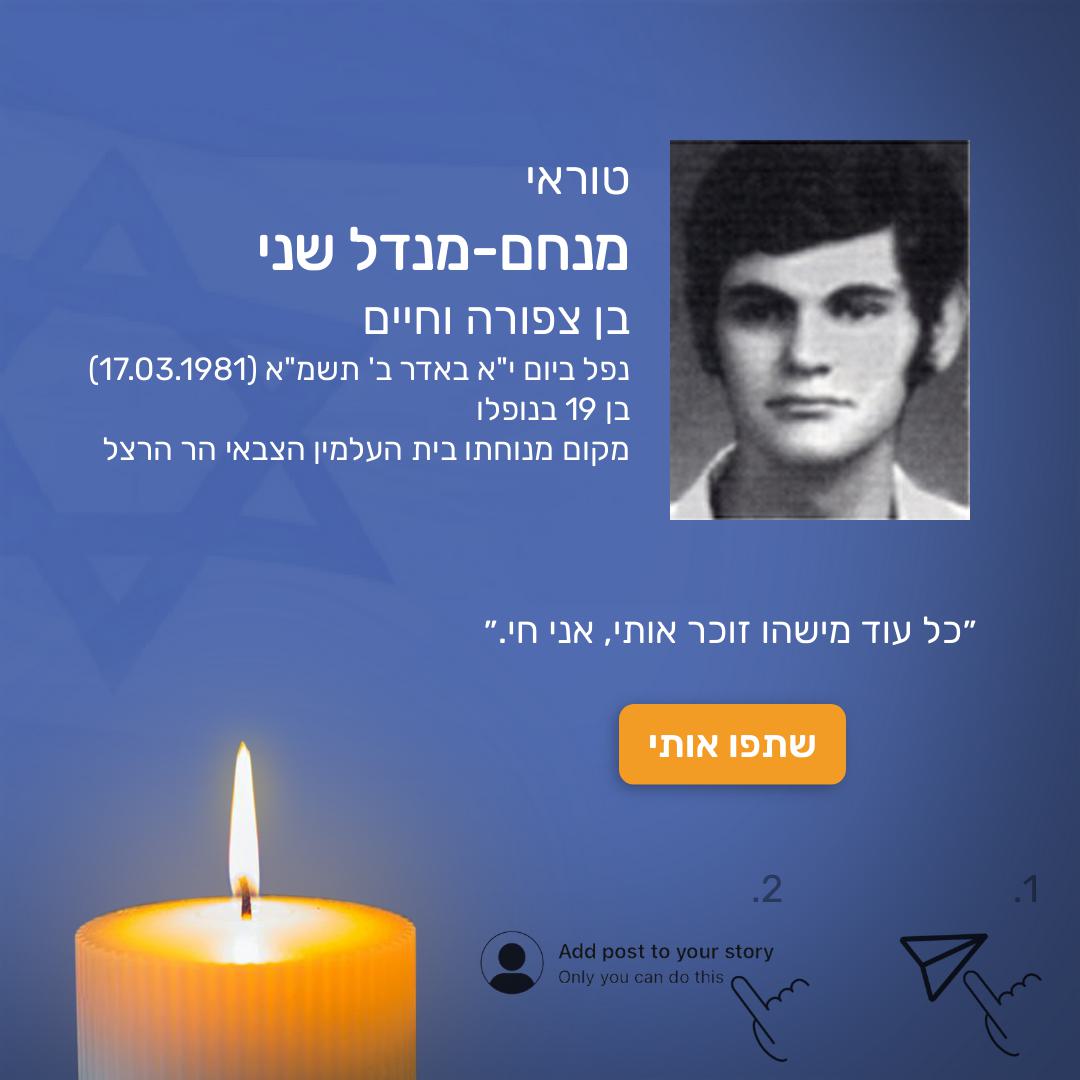 טוראי
מנחם-מנדל שני
בן צפורה וחיים
נפל ביום י"א באדר ב' תשמ"א (17.03.1981)
בן 19 בנופלו
מקום מנוחתו בית העלמין הצבאי הר הרצל
״כל עוד מישהו זוכר אותי, אני חי.״
שתפו אותי
.1
.2
Add post to your story
Only you can do this